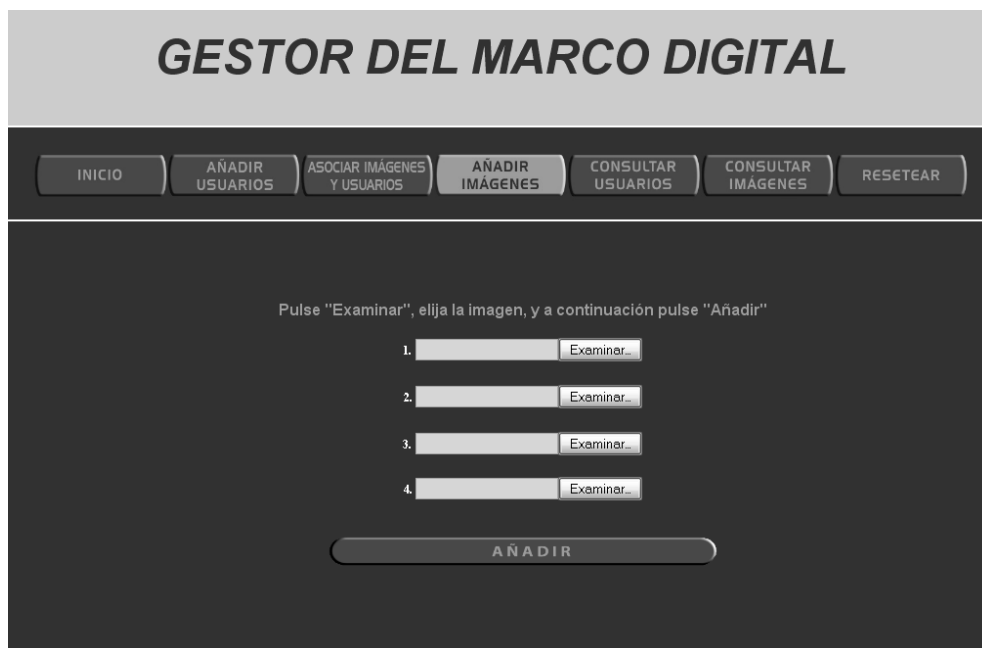 GESTOR DEL MARCO DIGITAL
INICIO
AÑADIR
USUARIOS
ASOCIAR IMÁGENES
Y USUARIOS
AÑADIR
IMÁGENES
CONSULTAR
USUARIOS
CONSULTAR
IMÁGENES
RESETEAR
Pulse "Examinar", elija la imagen, y a continuación pulse "Añadir"
1. Examinar...
2. Examinar...
3. Examinar...
4. Examinar...
AÑADIR